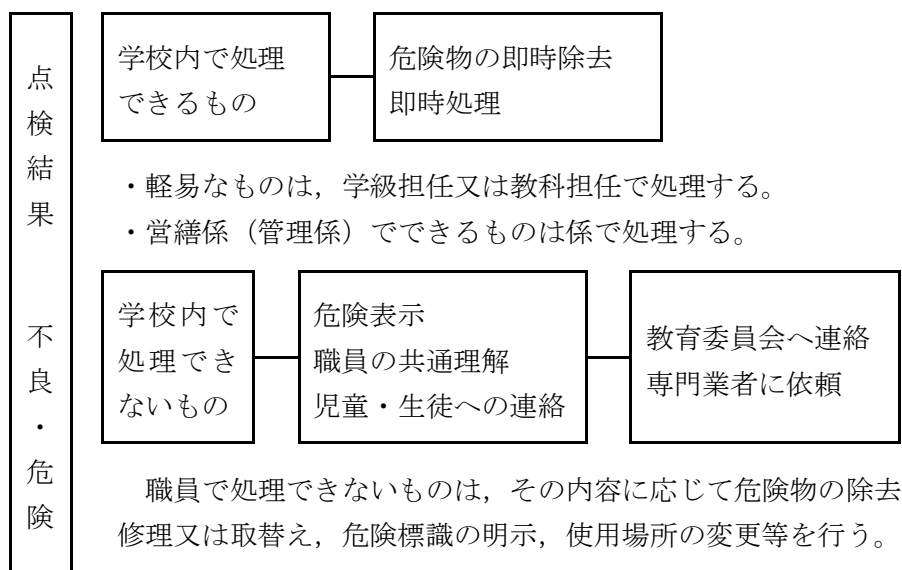 点検結果 不良・危険
学校内で処理
できるもの
危険物の即時除去
即時処理
・軽易なものは，学級担任又は教科担任で処理する。
・営繕係（管理係）でできるものは係で処理する。
学校内で
処理でき
ないもの
危険表示
職員の共通理解
児童・生徒への連絡
教育委員会へ連絡
専門業者に依頼
職員で処理できないものは，その内容に応じて危険物の除去
修理又は取替え，危険標識の明示，使用場所の変更等を行う。